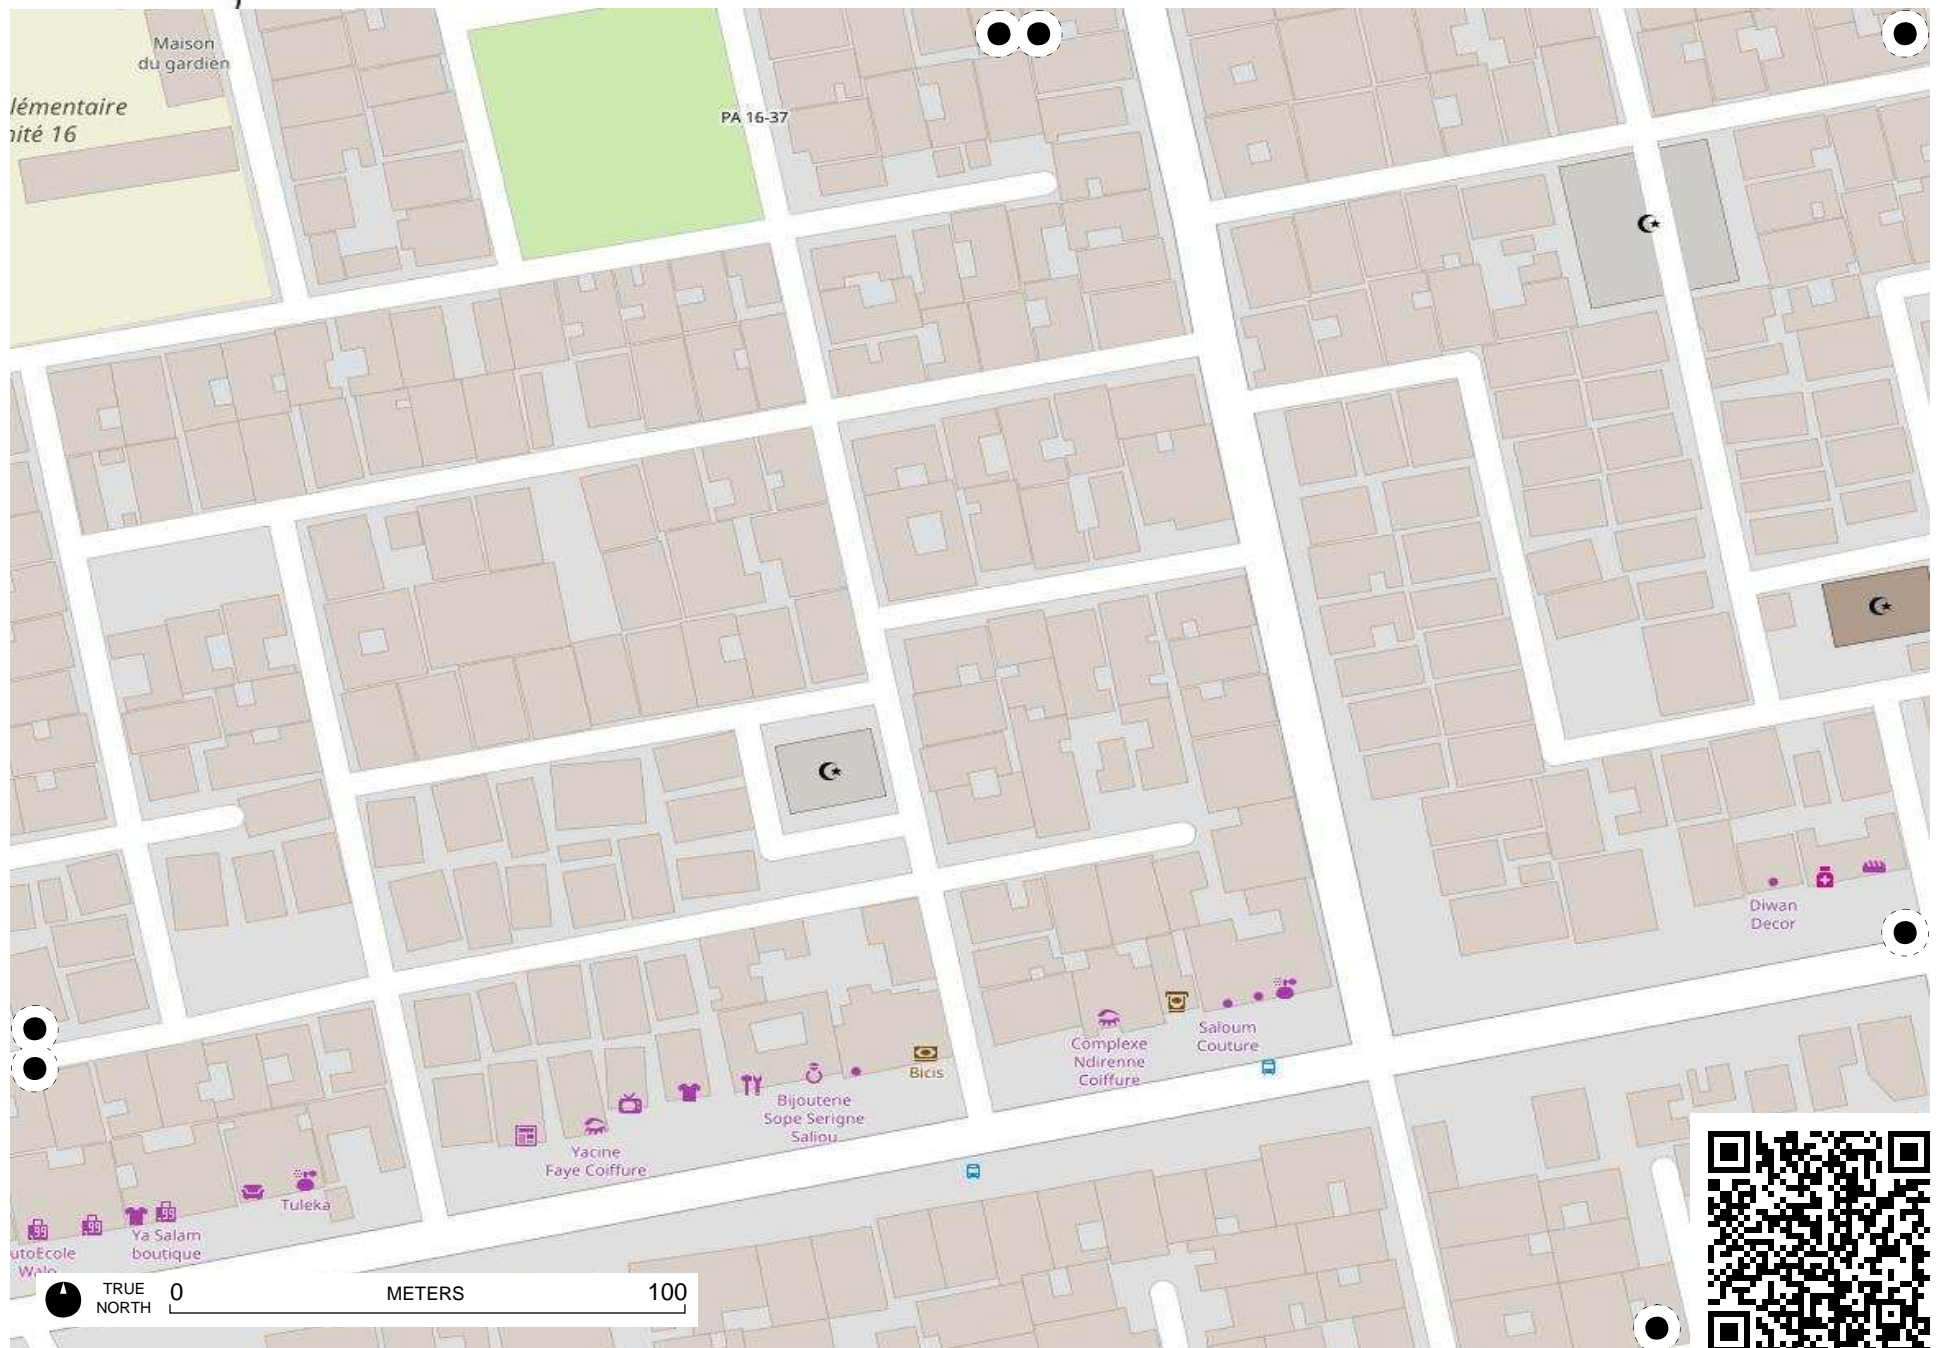 Maison
du gardien
lémentaire
nité 16
PA 16-37
Diwan
Decor
Saloum
Couture
Complexe
Ndirenne
Coiffure
Bicis
Bijouterie
Sope Serigne
Saliou
Yacine
Faye Coiffure
Tuleka
Ya Salam
boutique
utoEcole
Walo
TRUE
NORTH
0 METERS 100